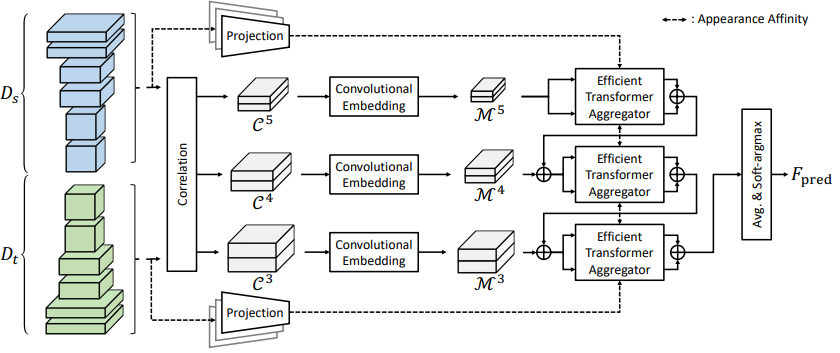 : Appearance Affinity
Projection
D_s
Correlation
C^5
Convolutional
Embedding
M^5
Efficient
Transformer
Aggregator
C^4
Convolutional
Embedding
M^4
Efficient
Transformer
Aggregator
Avg. & Soft-argmax
F_pred
D_t
C^3
Convolutional
Embedding
M^3
Efficient
Transformer
Aggregator
Projection